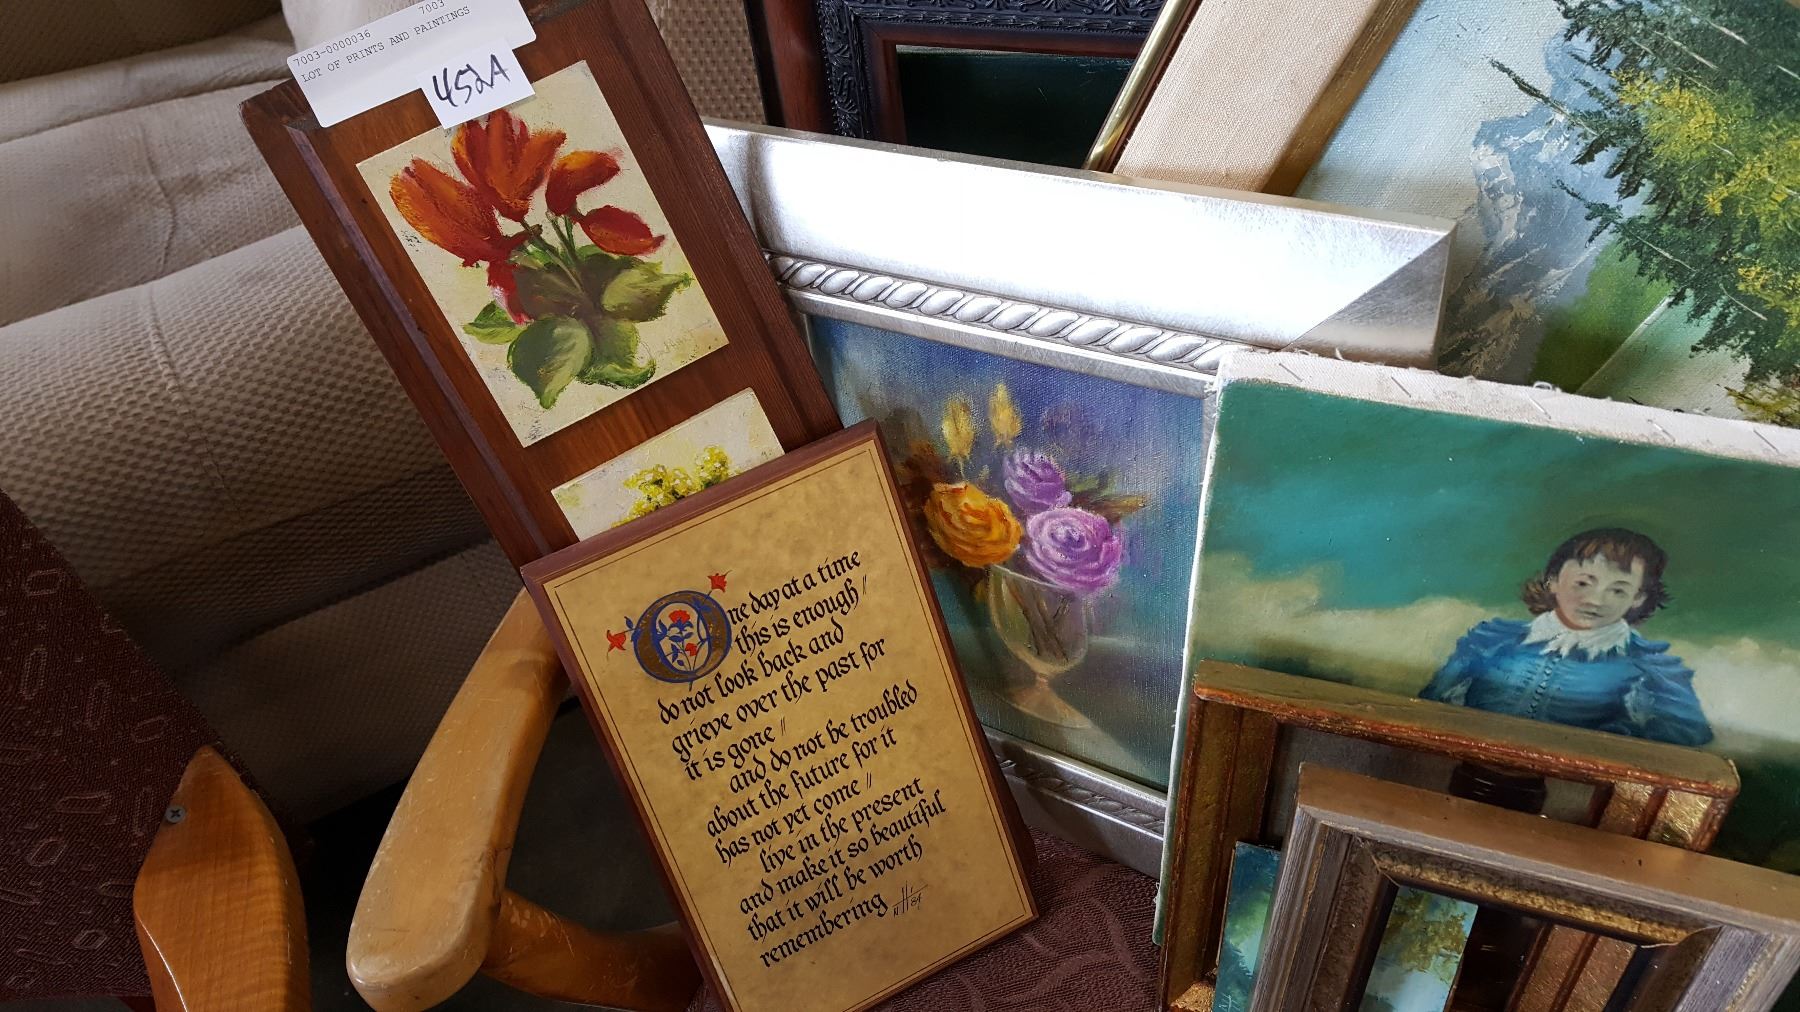 7003-0000036 7003
LOT OF PRINTS AND PAINTINGS
452A
One day at a time
this is enough //
do not look back and
grieve over the past for
it is gone //
and do not be troubled
about the future for it
has not yet come //
live in the present
and make it so beautiful
that it will be worth
remembering